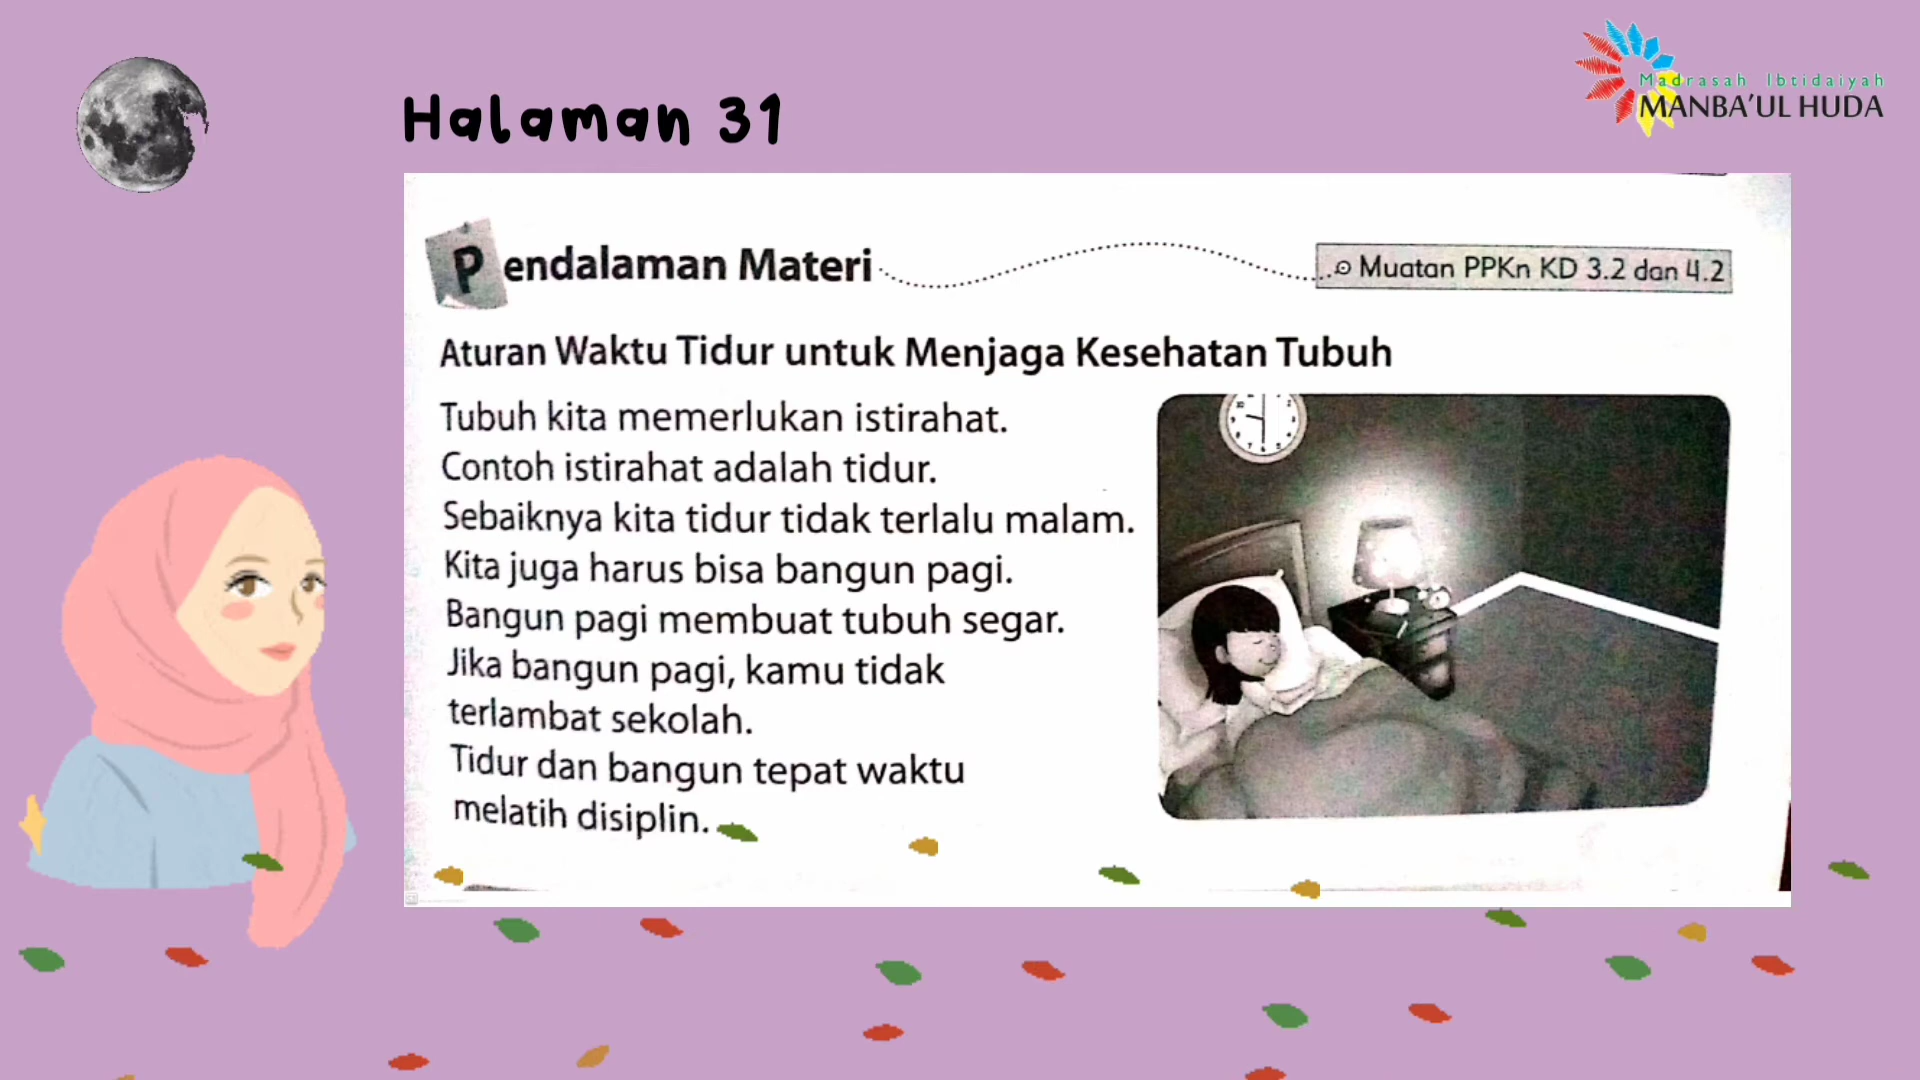 Halaman 31
Madrasah Ibtidaiyah
MANBA'UL HUDA
Pendalaman Materi
Muatan PPKn KD 3.2 dan 4.2
Aturan Waktu Tidur untuk Menjaga Kesehatan Tubuh
Tubuh kita memerlukan istirahat.
Contoh istirahat adalah tidur.
Sebaiknya kita tidur tidak terlalu malam.
Kita juga harus bisa bangun pagi.
Bangun pagi membuat tubuh segar.
Jika bangun pagi, kamu tidak
terlambat sekolah.
Tidur dan bangun tepat waktu
melatih disiplin.